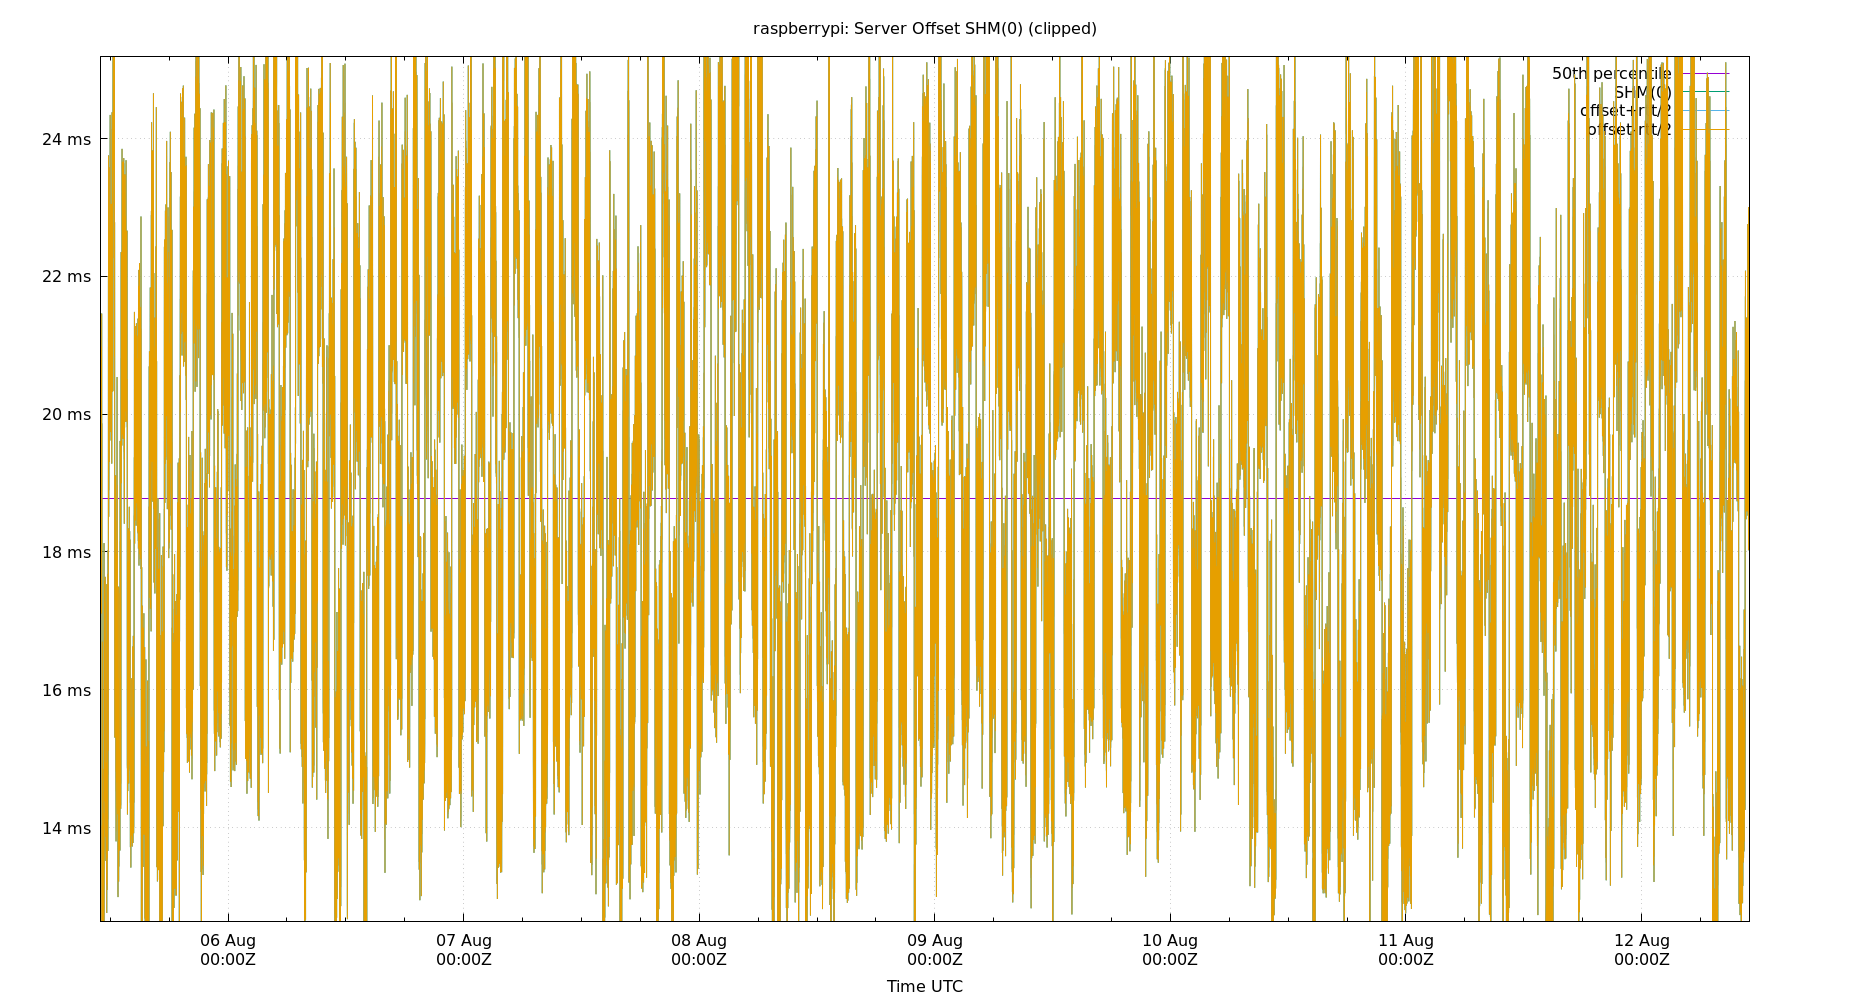 raspberrypi: Server Offset SHM(0) (clipped)
50th percentile
SHM(0)
offset+rtt/2
offset-rtt/2
24 ms
22 ms
20 ms
18 ms
16 ms
14 ms
06 Aug
00:00Z
07 Aug
00:00Z
08 Aug
00:00Z
09 Aug
00:00Z
10 Aug
00:00Z
11 Aug
00:00Z
12 Aug
00:00Z
Time UTC